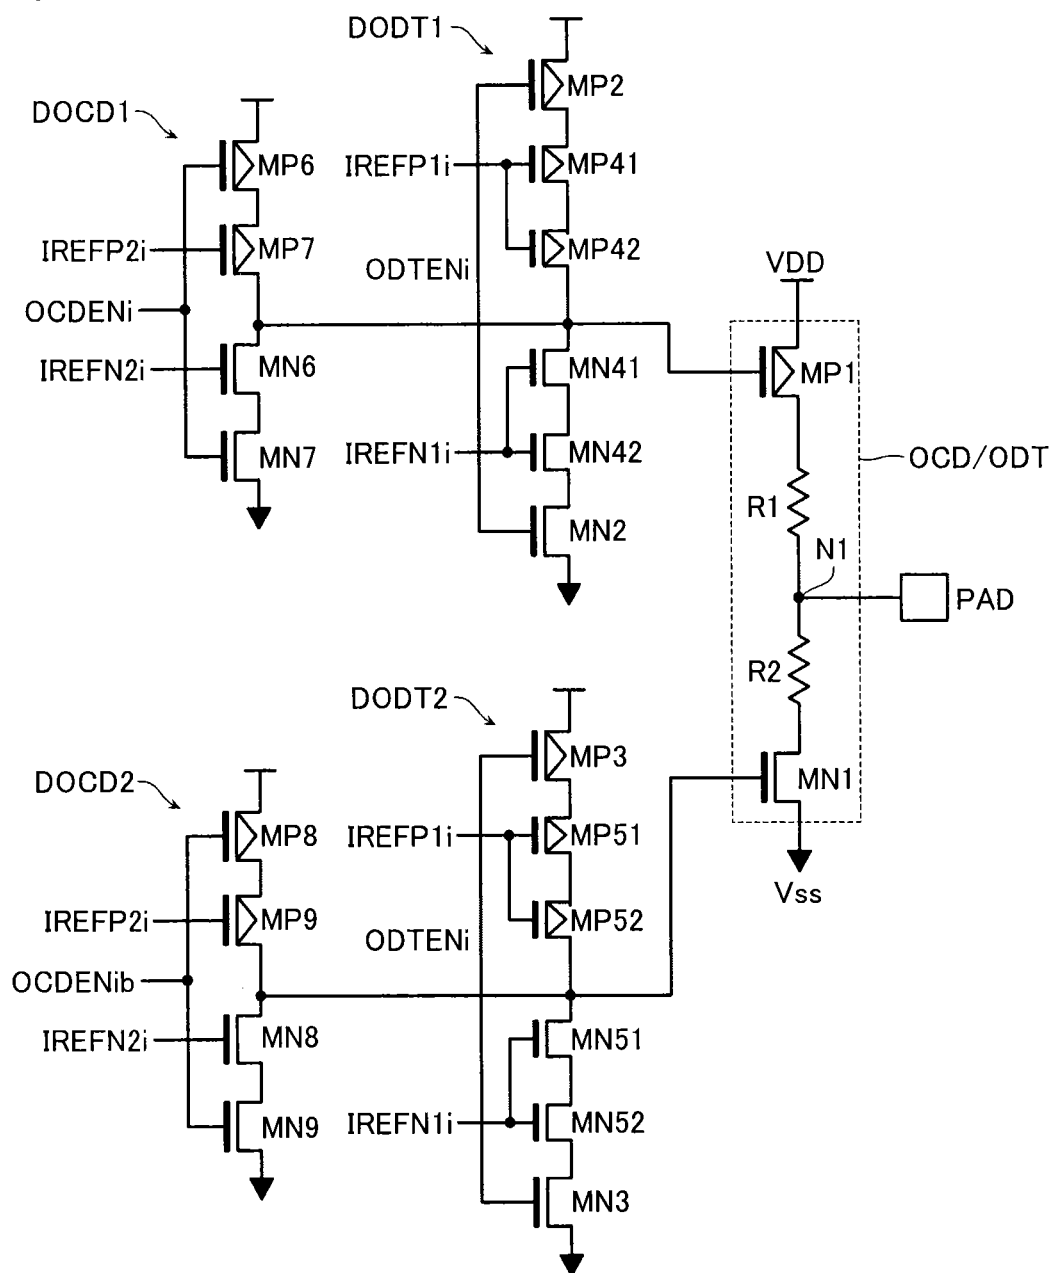 DODT1
MP2
DOCD1
MP6
IREFP1i
MP41
IREFP2i
MP7
MP42
ODTENi
VDD
OCDENi
IREFN2i
MN6
MN41
MP1
MN7
IREFN1i
MN42
OCD/ODT
R1
MN2
N1
PAD
R2
DODT2
MP3
DOCD2
MN1
MP8
IREFP1i
MP51
Vss
IREFP2i
MP9
MP52
ODTENi
OCDENib
IREFN2i
MN8
MN51
MN9
IREFN1i
MN52
MN3